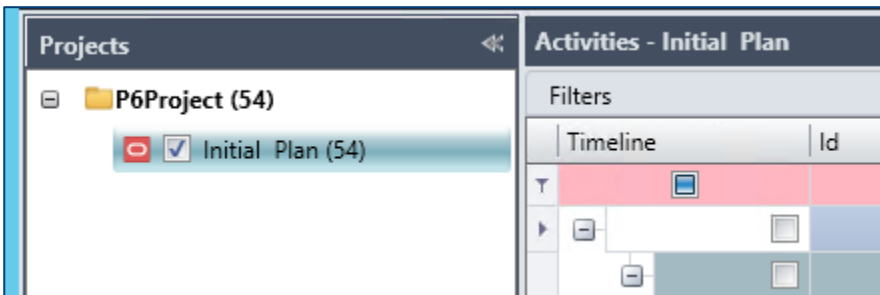 Projects
Activities - Initial Plan
P6Project (54)
Filters
Initial Plan (54)
Timeline
Id